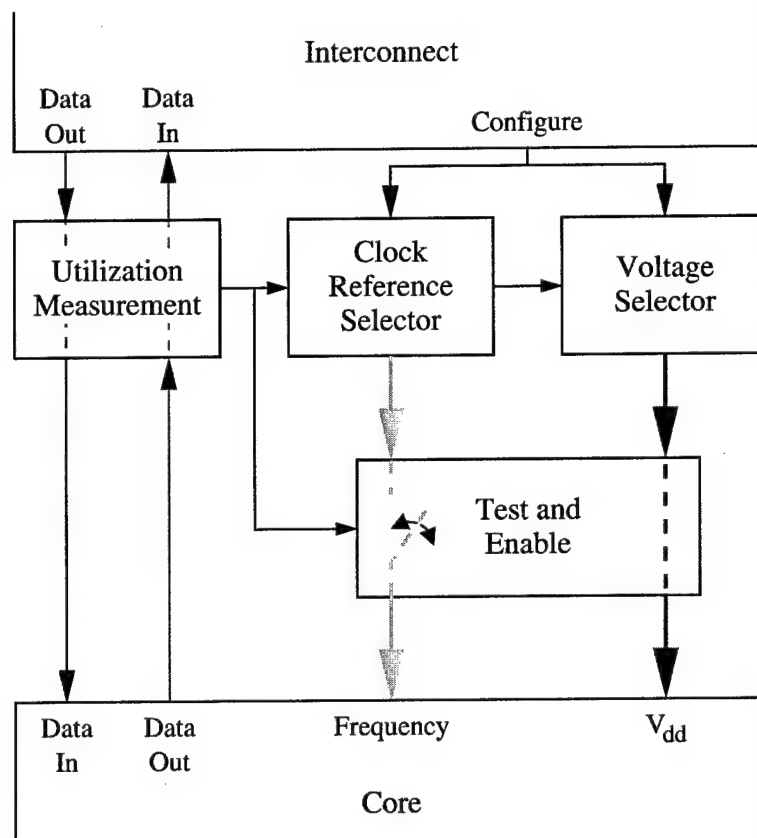 Interconnect
Data
Out
Data
In
Configure
Utilization
Measurement
Clock
Reference
Selector
Voltage
Selector
Test and
Enable
Data
In
Data
Out
Frequency
Vdd
Core